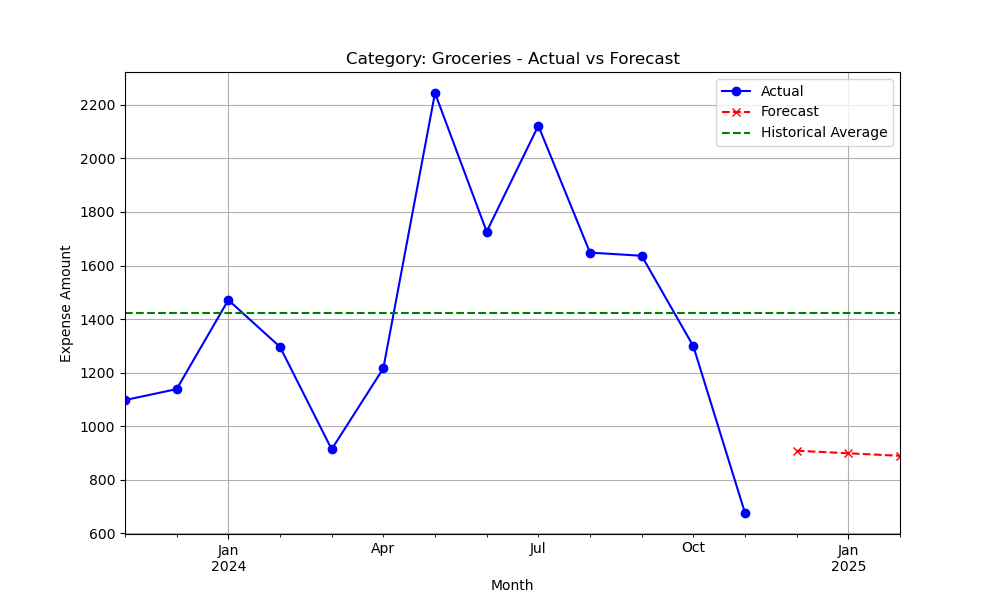 Category: Groceries - Actual vs Forecast
Actual
Forecast
Historical Average
2200
2000
1800
1600
1400
1200
1000
800
600
Expense Amount
Jan
2024
Apr
Jul
Oct
Jan
2025
Month